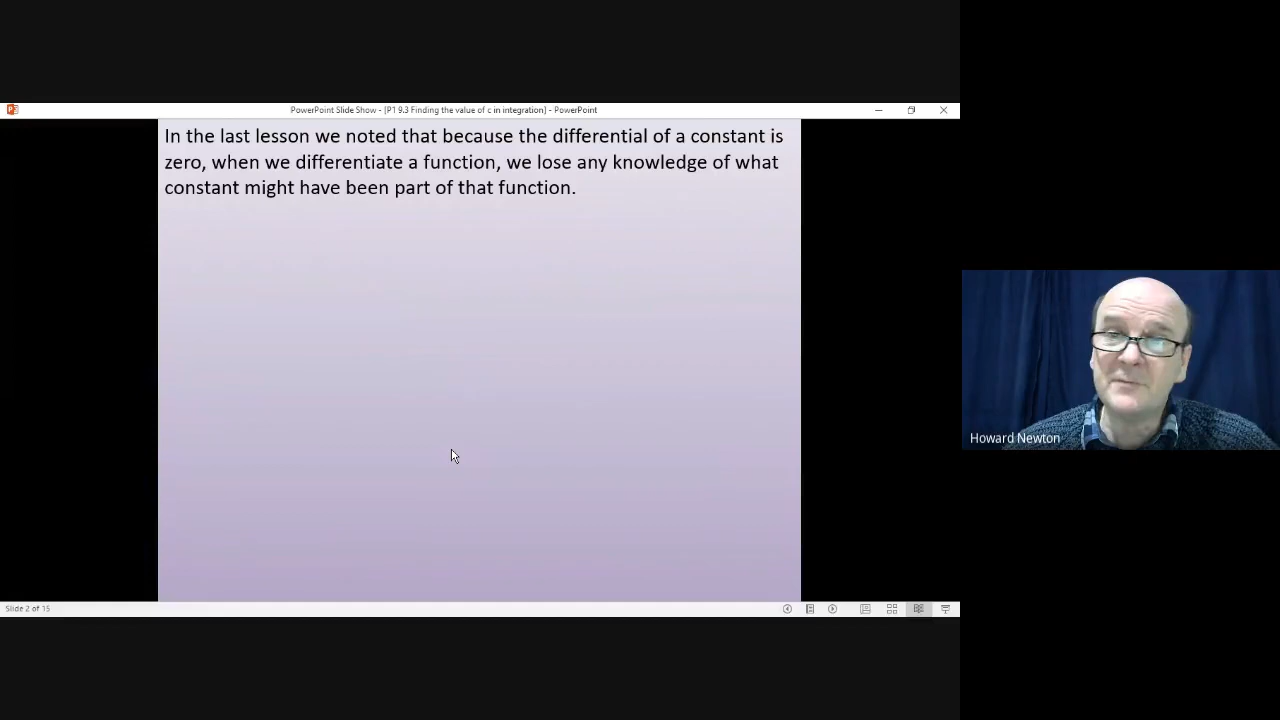 PowerPoint Slide Show - [P1 9.3 Finding the value of c in integration] - PowerPoint
In the last lesson we noted that because the differential of a constant is
zero, when we differentiate a function, we lose any knowledge of what
constant might have been part of that function.
Howard Newton
Slide 2 of 15